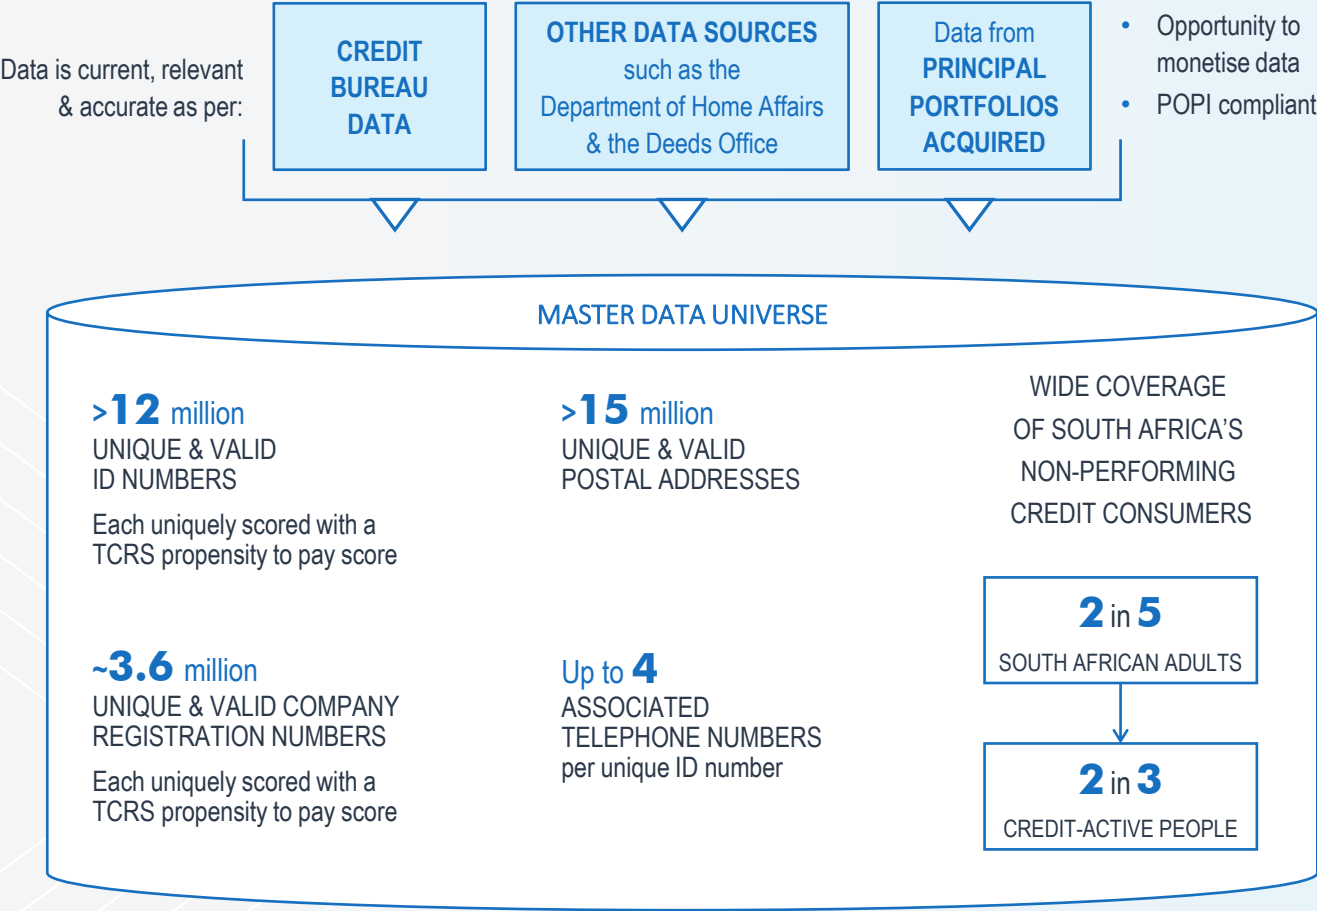 Data is current, relevant
& accurate as per:
CREDIT
BUREAU
DATA
OTHER DATA SOURCES
such as the
Department of Home Affairs
& the Deeds Office
Data from
PRINCIPAL
PORTFOLIOS
ACQUIRED
• Opportunity to
monetise data
• POPI compliant
MASTER DATA UNIVERSE
>12 million
UNIQUE & VALID
ID NUMBERS
Each uniquely scored with a
TCRS propensity to pay score
>15 million
UNIQUE & VALID
POSTAL ADDRESSES
WIDE COVERAGE
OF SOUTH AFRICA'S
NON-PERFORMING
CREDIT CONSUMERS
~3.6 million
UNIQUE & VALID COMPANY
REGISTRATION NUMBERS
Each uniquely scored with a
TCRS propensity to pay score
Up to 4
ASSOCIATED
TELEPHONE NUMBERS
per unique ID number
2 in 5
SOUTH AFRICAN ADULTS
2 in 3
CREDIT-ACTIVE PEOPLE